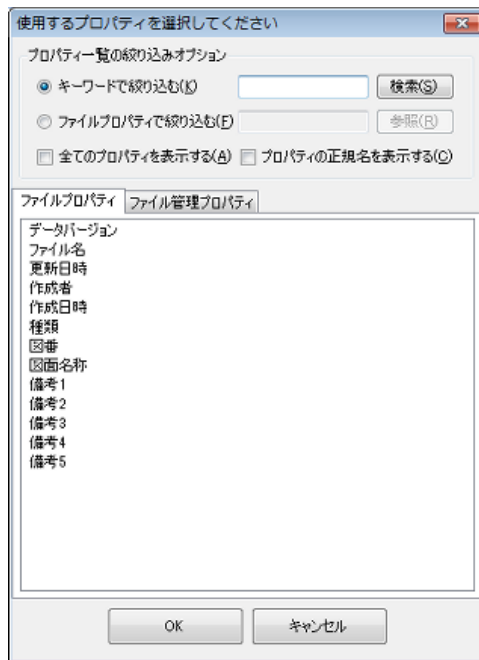 使用するプロパティを選択してください
プロパティ一覧の絞り込みオプション
キーワードで絞り込む(K) 検索(S)
ファイルプロパティで絞り込む(F) 参照(R)
全てのプロパティを表示する(A) プロパティの正規名を表示する(C)
ファイルプロパティ ファイル管理プロパティ
データバージョン
ファイル名
更新日時
作成者
作成日時
種類
図番
図面名称
備考1
備考2
備考3
備考4
備考5
OK キャンセル